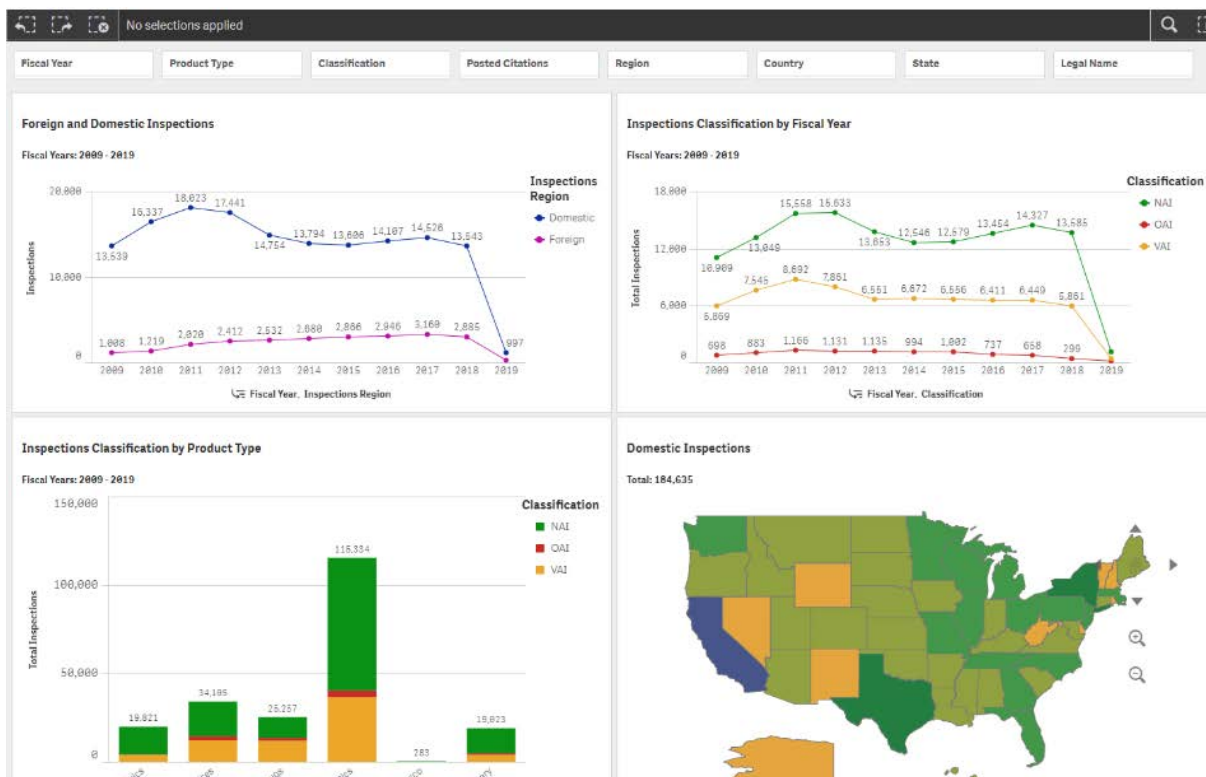 No selections applied
Fiscal Year Product Type Classification Posted Citations Region Country State Legal Name
Foreign and Domestic Inspections
Fiscal Years: 2009 - 2019
Inspections
Region
Domestic
Foreign
20,000
10,000
0
Inspections
13,539
16,337
18,023
17,441
14,754
13,794
13,606
14,107
14,526
13,543
997
1,008
1,219
2,020
2,412
2,532
2,680
2,866
2,946
3,160
2,885
2009 2010 2011 2012 2013 2014 2015 2016 2017 2018 2019
Fiscal Year, Inspections Region
Inspections Classification by Fiscal Year
Fiscal Years: 2009 - 2019
Classification
NAI
OAI
VAI
18,000
12,000
6,000
0
Total Inspections
10,909
13,049
15,558
15,633
13,653
12,546
12,579
13,454
14,327
13,585
5,869
7,545
8,692
7,861
6,551
6,672
6,556
6,411
6,449
5,861
698
883
1,166
1,131
1,135
994
1,002
737
658
299
2009 2010 2011 2012 2013 2014 2015 2016 2017 2018 2019
Fiscal Year, Classification
Inspections Classification by Product Type
Fiscal Years: 2009 - 2019
Classification
NAI
OAI
VAI
150,000
100,000
50,000
0
Total Inspections
19,821
34,105
25,257
115,334
283
19,023
Domestic Inspections
Total: 184,635